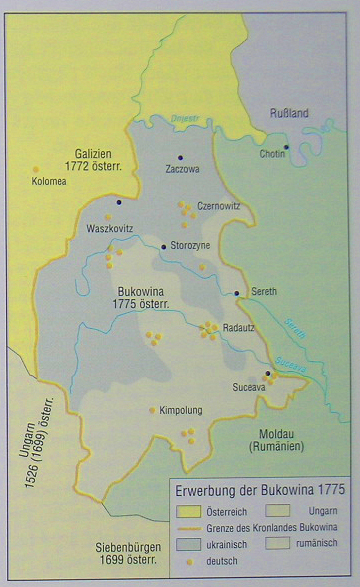 Dnjestr
Rußland
Chotin
Galizien
1772 österr.
Zaczowa
Kolomea
Czernowitz
Waszkovitz
Storozyne
Bukowina
1775 österr.
Sereth
Radautz
Sereth
Suceava
Suceava
Kimpolung
Ungarn
1526 (1699) österr.
Moldau
(Rumänien)
Siebenbürgen
1699 österr.
Erwerbung der Bukowina 1775
Österreich
Ungarn
Grenze des Kronlandes Bukowina
ukrainisch
rumänisch
deutsch